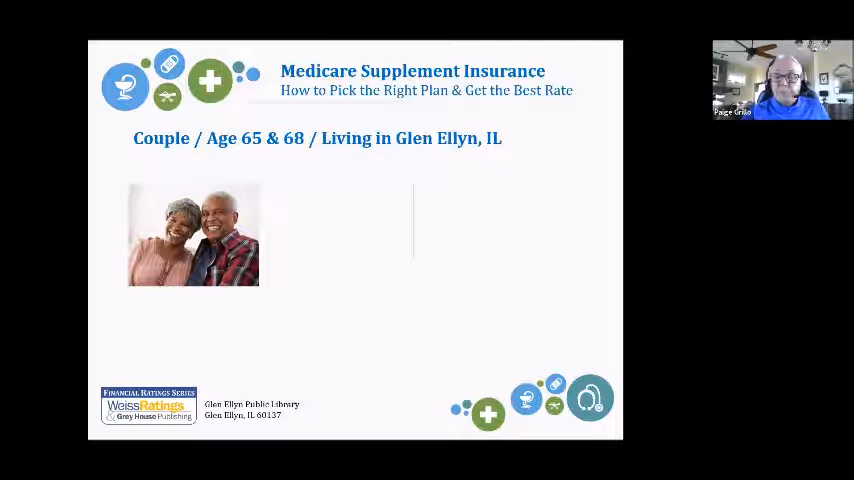 Medicare Supplement Insurance
How to Pick the Right Plan & Get the Best Rate
Couple / Age 65 & 68 / Living in Glen Ellyn, IL
Paige Grillo
FINANCIAL RATINGS SERIES
WeissRatings
& Grey House Publishing
Glen Ellyn Public Library
Glen Ellyn, IL 60137